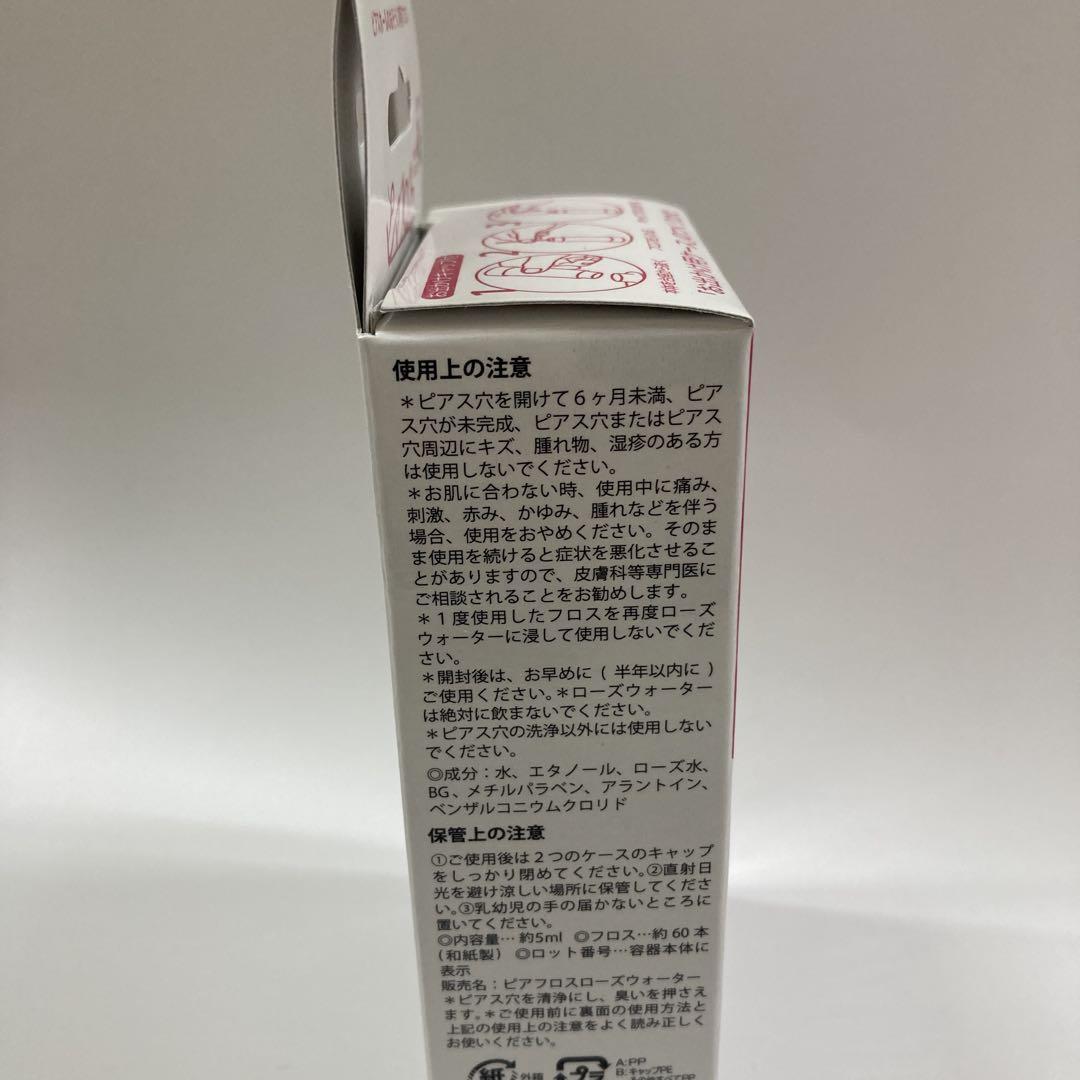 お出かけキャップ付
1
2
3
使用上の注意
＊ピアス穴を開けて６ヶ月未満、ピア
ス穴が未完成、ピアス穴またはピアス
穴周辺にキズ、腫れ物、湿疹のある方
は使用しないでください。
＊お肌に合わない時、使用中に痛み、
刺激、赤み、かゆみ、腫れなどを伴う
場合、使用をおやめください。そのま
ま使用を続けると症状を悪化させるこ
とがありますので、皮膚科等専門医に
ご相談されることをお勧めします。
＊１度使用したフロスを再度ローズ
ウォーターに浸して使用しないでくだ
さい。
＊開封後は、お早めに（半年以内に）
ご使用ください。＊ローズウォーター
は絶対に飲まないでください。
＊ピアス穴の洗浄以外には使用しない
でください。
◎成分：水、エタノール、ローズ水、
BG、メチルパラベン、アラントイン、
ベンザルコニウムクロリド
保管上の注意
①ご使用後は２つのケースのキャップ
をしっかり閉めてください。②直射日
光を避け涼しい場所に保管してくださ
い。③乳幼児の手の届かないところに
置いてください。
◎内容量…約5ml ◎フロス…約60本
（和紙製） ◎ロット番号…容器本体に
表示
販売名：ピアフロスローズウォーター
＊ピアス穴を清浄にし、臭いを押さえ
ます。＊ご使用前に裏面の使用方法と
上記の使用上の注意をよく読み正しく
お使いください。
紙 外箱
プラ
A:PP
B:キャップPE